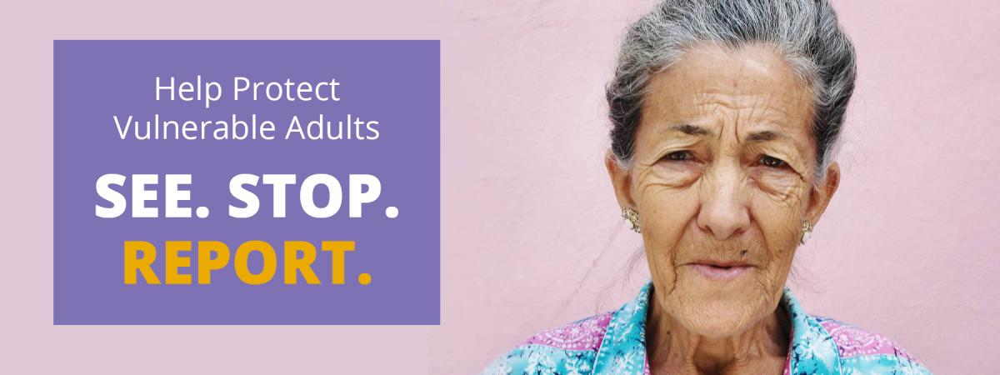 Help Protect
Vulnerable Adults
SEE. STOP.
REPORT.